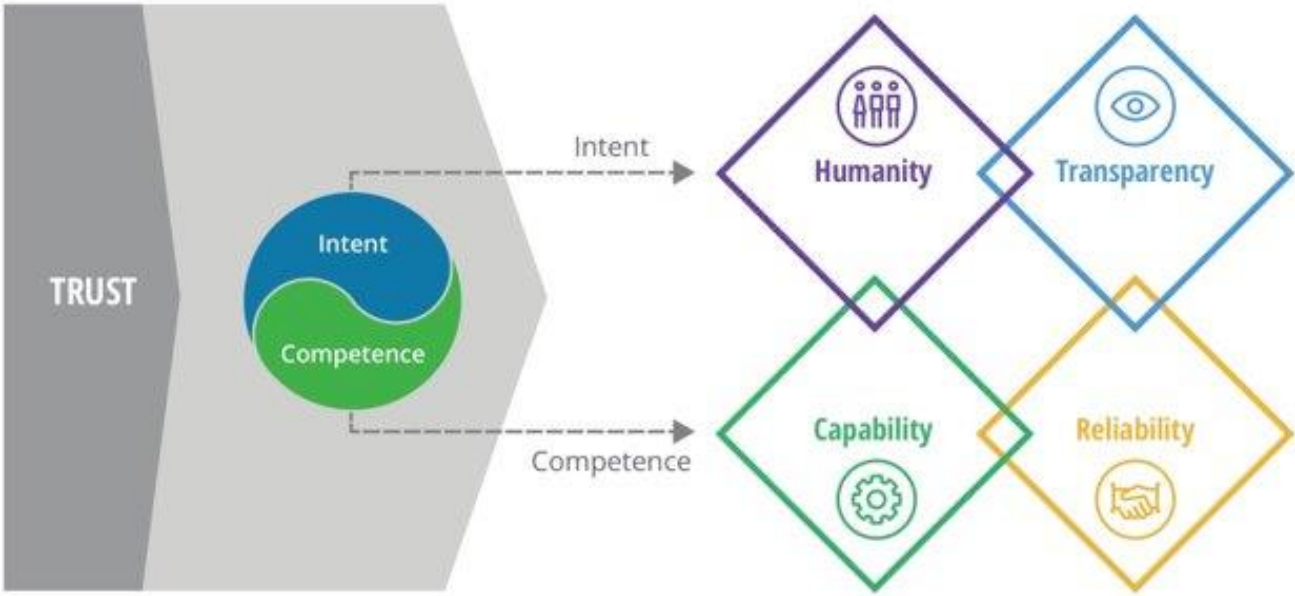 TRUST
Intent
Competence
Intent
Competence
Humanity
Transparency
Capability
Reliability